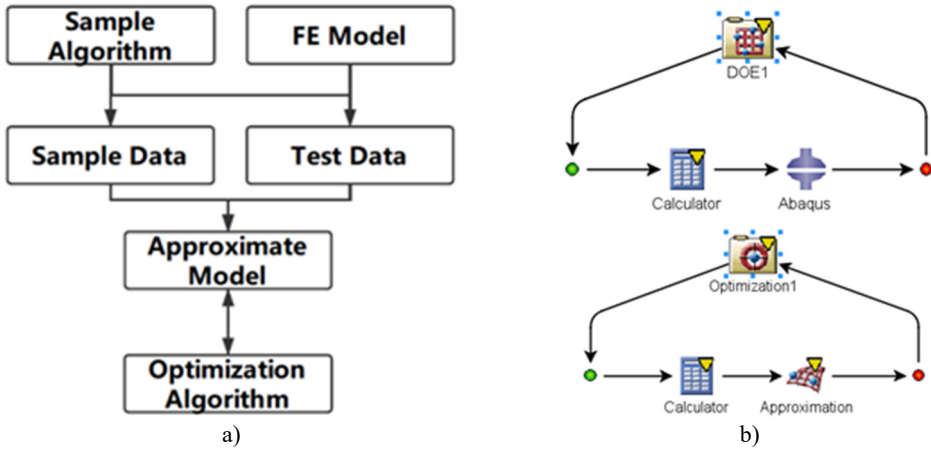 Sample
Algorithm
FE Model
Sample Data
Test Data
Approximate
Model
Optimization
Algorithm
a)
DOE1
Calculator
Abaqus
Optimization1
Calculator
Approximation
b)